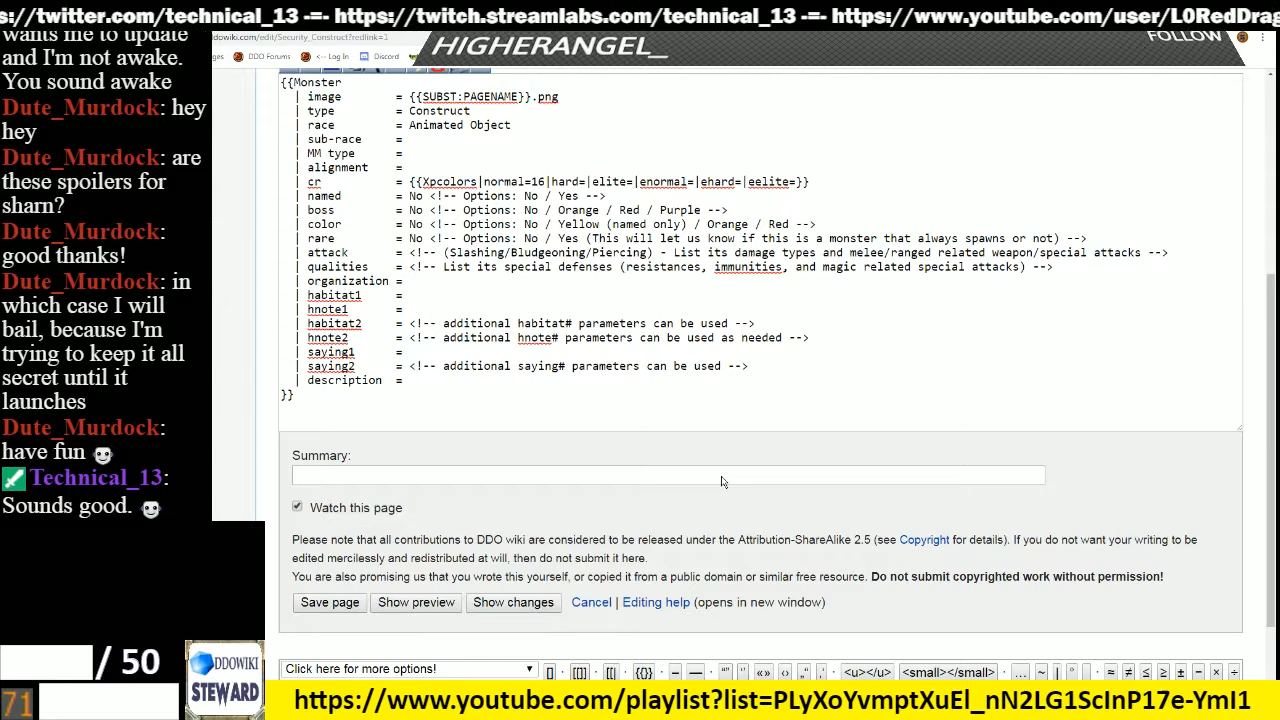 s://twitter.com/technical_13 -=- https://twitch.streamlabs.com/technical_13 -=- https://www.youtube.com/user/L0RedDrag
wants me to update
and I'm not awake.
You sound awake
Dute_Murdock: hey
hey
Dute_Murdock: are
these spoilers for
sharn?
Dute_Murdock:
good thanks!
Dute_Murdock: in
which case I will
bail, because I'm
trying to keep it all
secret until it
launches
Dute_Murdock:
have fun
Technical_13:
Sounds good.
ddowiki.com/edit/Security_Construct?redlink=1
ges DDO Forums <-- Log In Discord
HIGHERANGEL_
FOLLOW
{{Monster
| image = {{SUBST:PAGENAME}}.png
| type = Construct
| race = Animated Object
| sub-race =
| MM type =
| alignment =
| cr = {{Xpcolors|normal=16|hard=|elite=|enormal=|ehard=|eelite=}}
| named = No <!-- Options: No / Yes -->
| boss = No <!-- Options: No / Orange / Red / Purple -->
| color = No <!-- Options: No / Yellow (named only) / Orange / Red -->
| rare = No <!-- Options: No / Yes (This will let us know if this is a monster that always spawns or not) -->
| attack = <!-- (Slashing/Bludgeoning/Piercing) - List its damage types and melee/ranged related weapon/special attacks -->
| qualities = <!-- List its special defenses (resistances, immunities, and magic related special attacks) -->
| organization =
| habitat1 =
| hnote1 =
| habitat2 = <!-- additional habitat# parameters can be used -->
| hnote2 = <!-- additional hnote# parameters can be used as needed -->
| saying1 =
| saying2 = <!-- additional saying# parameters can be used -->
| description =
}}
Summary:
Watch this page
Please note that all contributions to DDO wiki are considered to be released under the Attribution-ShareAlike 2.5 (see Copyright for details). If you do not want your writing to be
edited mercilessly and redistributed at will, then do not submit it here.
You are also promising us that you wrote this yourself, or copied it from a public domain or similar free resource. Do not submit copyrighted work without permission!
Save page Show preview Show changes Cancel | Editing help (opens in new window)
Click here for more options! [] · [[]] · [[| · {{}} · – · — · “” · ‘’ · «» · ‹› · „“ · ‚‘ · <u></u> · <small></small> · … · ~ · | · ° · · ≈ · ≠ · ≤ · ≥ · ± · − · × · ÷
/ 50
DDOWIKI
STEWARD
71
https://www.youtube.com/playlist?list=PLyXoYvmptXuEl_nN2LG1ScInP17e-YmI1